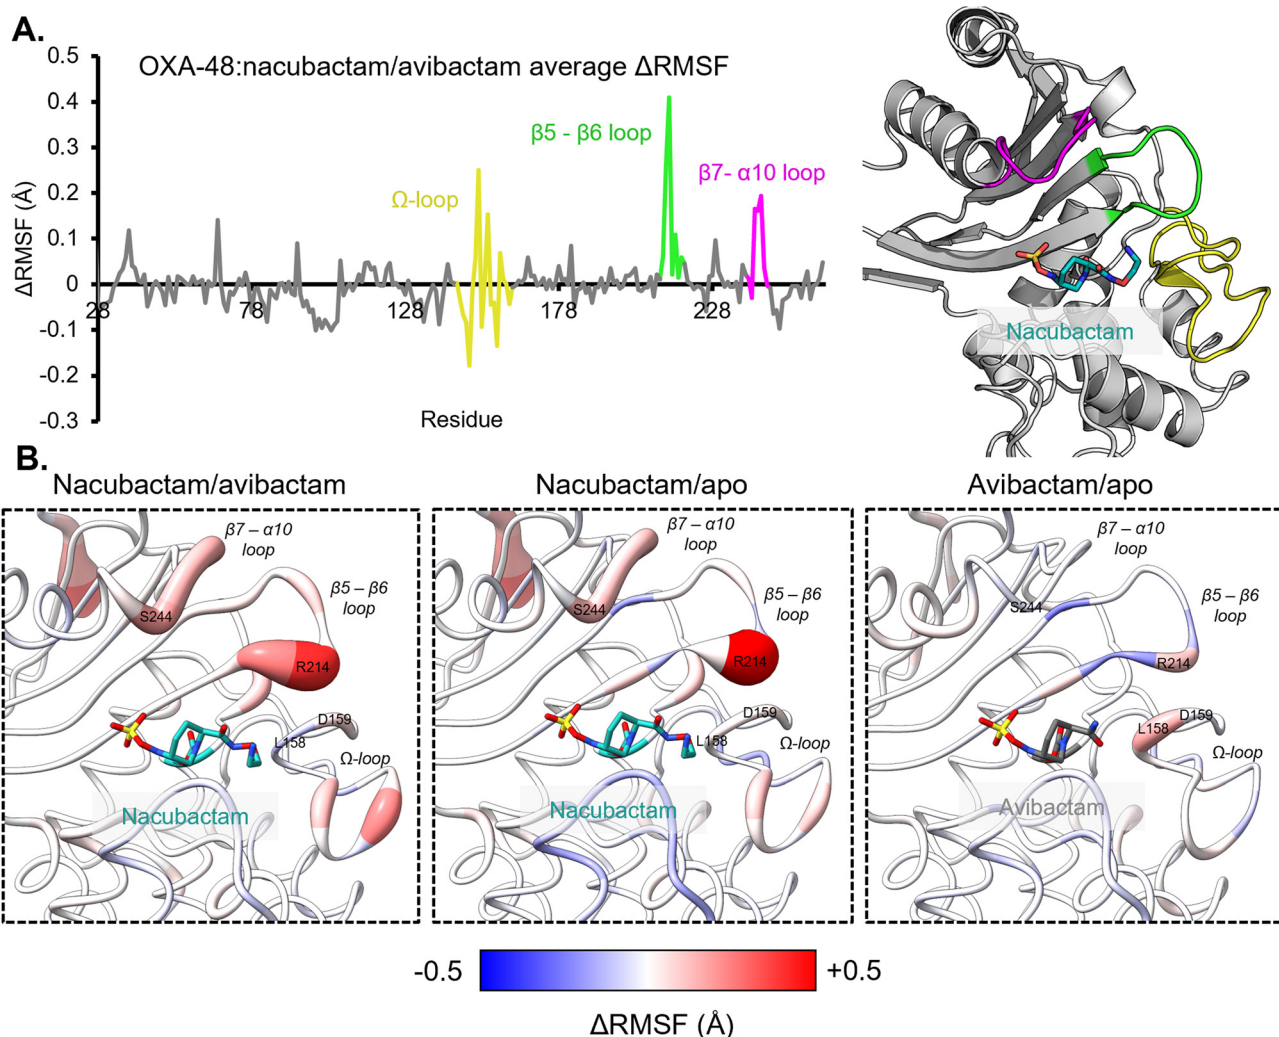 A.
OXA-48:nacubactam/avibactam average ΔRMSF
0.5
0.4
0.3
0.2
0.1
0
-0.1
-0.2
-0.3
ΔRMSF (Å)
28
78
128
178
228
Residue
Ω-loop
β5 - β6 loop
β7- α10 loop
Nacubactam
B.
Nacubactam/avibactam
β7 – α10
loop
β5 – β6
loop
S244
R214
D159
L158
Ω-loop
Nacubactam
Nacubactam/apo
β7 – α10
loop
β5 – β6
loop
S244
R214
D159
L158
Ω-loop
Nacubactam
Avibactam/apo
β7 – α10
loop
β5 – β6
loop
S244
R214
D159
L158
Ω-loop
Avibactam
-0.5
+0.5
ΔRMSF (Å)